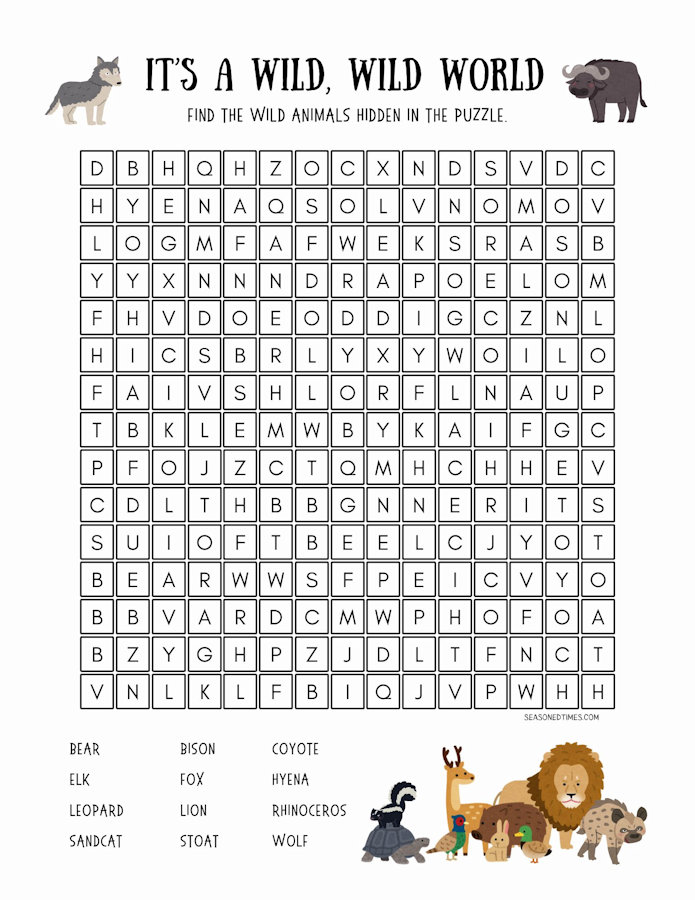 IT'S A WILD, WILD WORLD
FIND THE WILD ANIMALS HIDDEN IN THE PUZZLE.
D B H Q H Z O C X N D S V D C
H Y E N A Q S O L V N O M O V
L O G M F A F W E K S R A S B
Y Y X N N N D R A P O E L O M
F H V D O E O D D I G C Z N L
H I C S B R L Y X Y W O I L O
F A I V S H L O R F L N A U P
T B K L E M W B Y K A I F G C
P F O J Z C T Q M H C H H E V
C D L T H B B G N N E R I T S
S U I O F T B E E L C J Y O T
B E A R W W S F P E I C V Y O
B B V A R D C M W P H O F O A
B Z Y G H P Z J D L T F N C T
V N L K L F B I Q J V P W H H
SEASONEDTIMES.COM
BEAR BISON COYOTE
ELK FOX HYENA
LEOPARD LION RHINOCEROS
SANDCAT STOAT WOLF